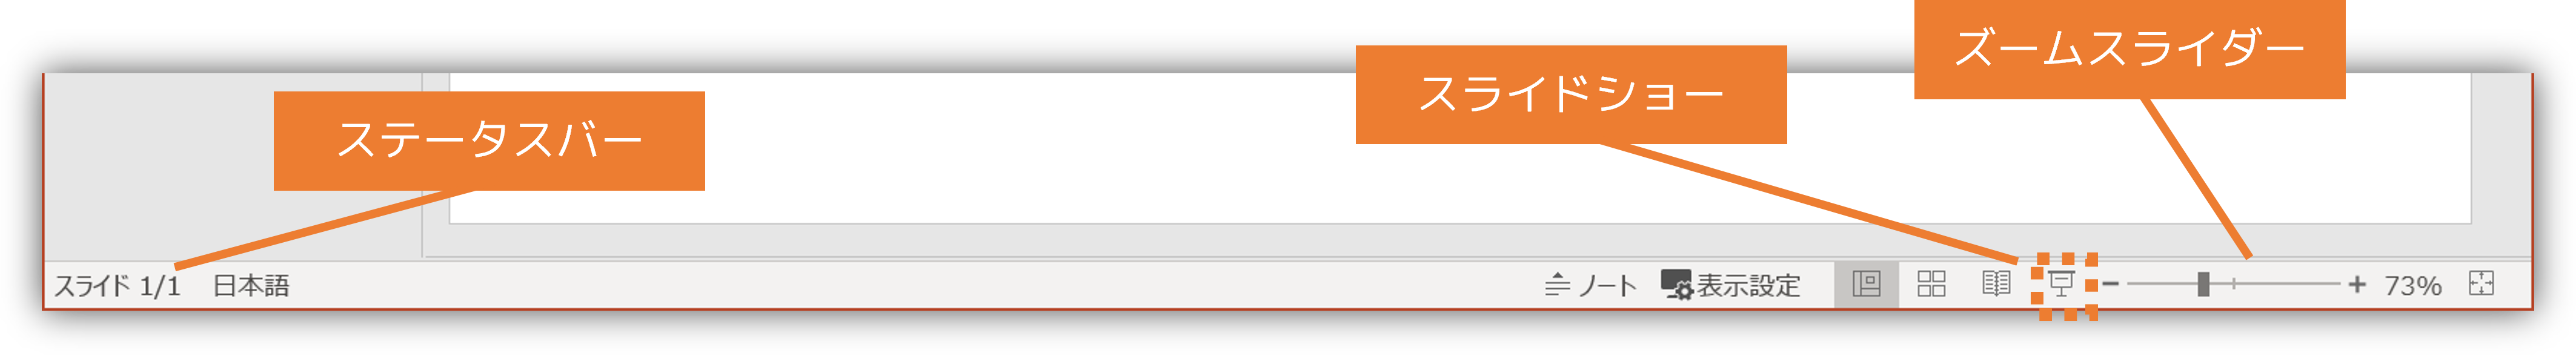 ズームスライダー
スライドショー
ステータスバー
スライド 1/1 日本語 ノート 表示設定 73%